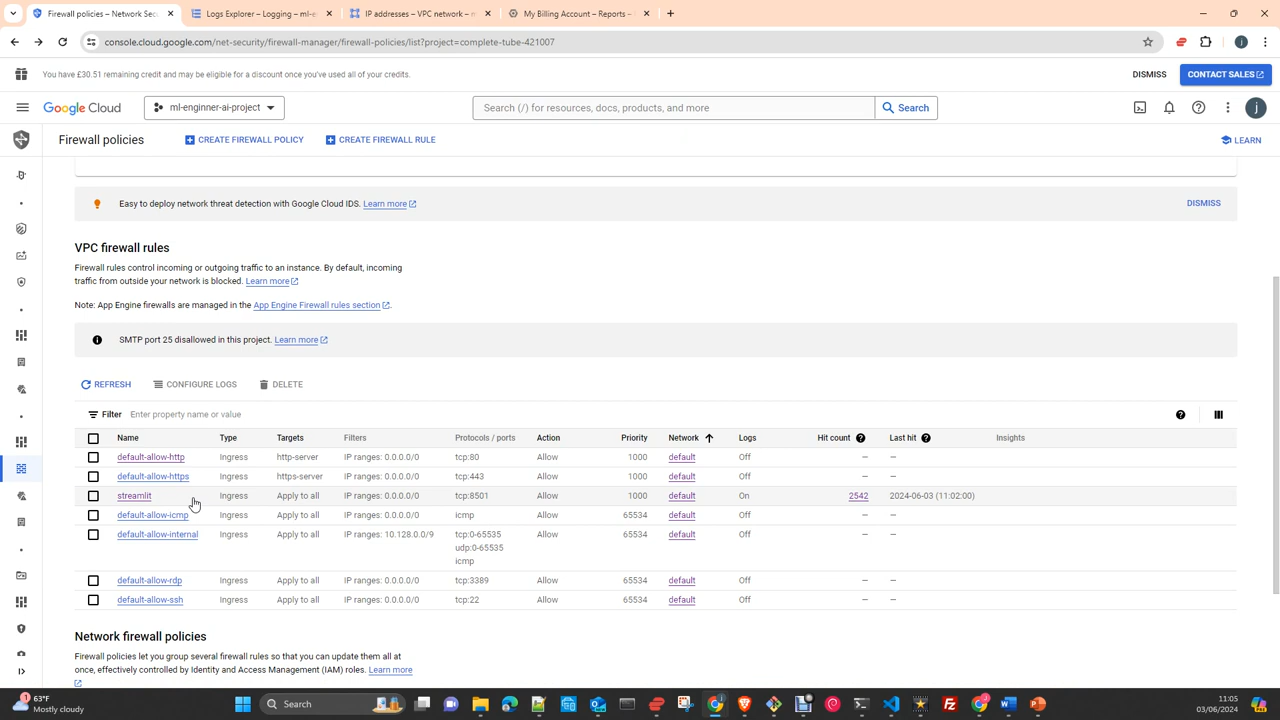 Firewall policies – Network Sec
Logs Explorer – Logging – ml-e
IP addresses – VPC network – m
My Billing Account – Reports –
console.cloud.google.com/net-security/firewall-manager/firewall-policies/list?project=complete-tube-421007
You have £30.51 remaining credit and may be eligible for a discount once you've used all of your credits.
DISMISS
CONTACT SALES
Google Cloud
ml-enginner-ai-project
Search (/) for resources, docs, products, and more
Search
j
Firewall policies
CREATE FIREWALL POLICY
CREATE FIREWALL RULE
LEARN
Easy to deploy network threat detection with Google Cloud IDS. Learn more
DISMISS
VPC firewall rules
Firewall rules control incoming or outgoing traffic to an instance. By default, incoming
traffic from outside your network is blocked. Learn more
Note: App Engine firewalls are managed in the App Engine Firewall rules section.
SMTP port 25 disallowed in this project. Learn more
REFRESH CONFIGURE LOGS DELETE
Filter Enter property name or value
Name Type Targets Filters Protocols / ports Action Priority Network Logs Hit count Last hit Insights
default-allow-http Ingress http-server IP ranges: 0.0.0.0/0 tcp:80 Allow 1000 default Off – –
default-allow-https Ingress https-server IP ranges: 0.0.0.0/0 tcp:443 Allow 1000 default Off – –
streamlit Ingress Apply to all IP ranges: 0.0.0.0/0 tcp:8501 Allow 1000 default On 2542 2024-06-03 (11:02:00)
default-allow-icmp Ingress Apply to all IP ranges: 0.0.0.0/0 icmp Allow 65534 default Off – –
default-allow-internal Ingress Apply to all IP ranges: 10.128.0.0/9 tcp:0-65535 Allow 65534 default Off – –
udp:0-65535
icmp
default-allow-rdp Ingress Apply to all IP ranges: 0.0.0.0/0 tcp:3389 Allow 65534 default Off – –
default-allow-ssh Ingress Apply to all IP ranges: 0.0.0.0/0 tcp:22 Allow 65534 default Off – –
Network firewall policies
Firewall policies let you group several firewall rules so that you can update them all at
once, effectively controlled by Identity and Access Management (IAM) roles. Learn more
63°F
Mostly cloudy
Search
11:05
03/06/2024